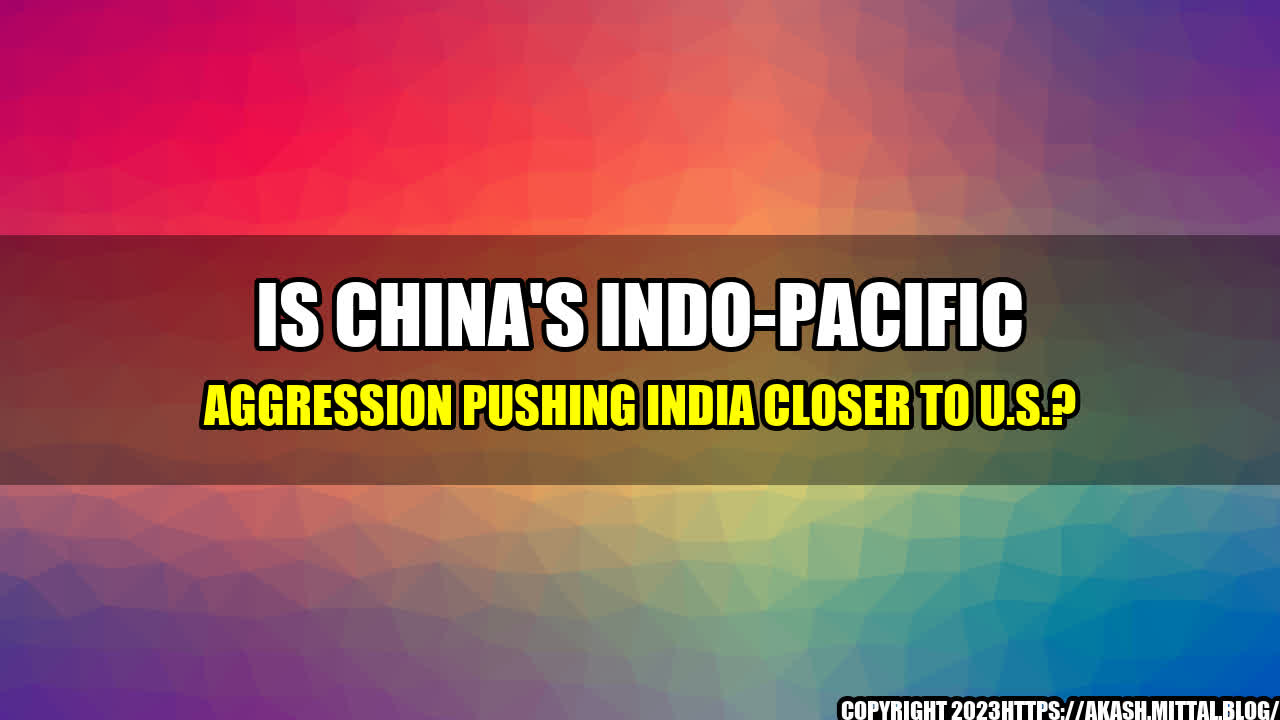 IS CHINA'S INDO-PACIFIC
AGGRESSION PUSHING INDIA CLOSER TO U.S.?
COPYRIGHT 2023HTTPS://AKASH.MITTAL.BLOG/